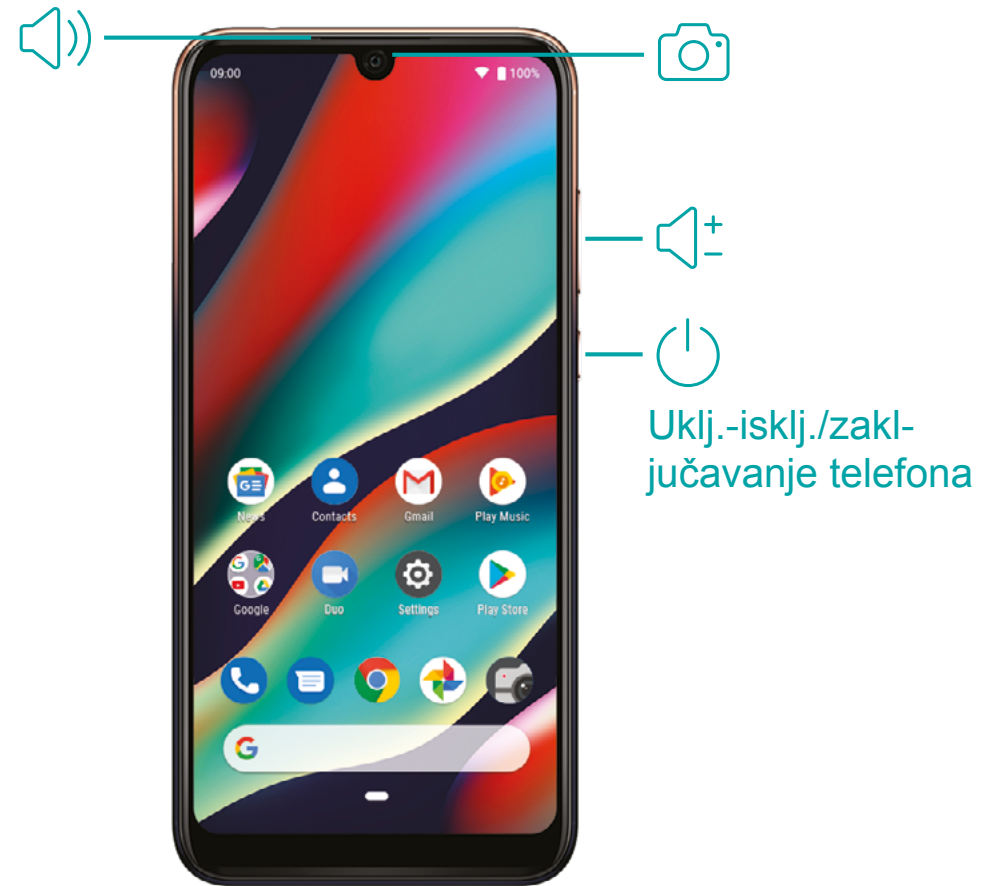 09:00 100%
Uklj.-isklj./zakl-
jučavanje telefona
News Contacts Gmail Play Music
Google Duo Settings Play Store